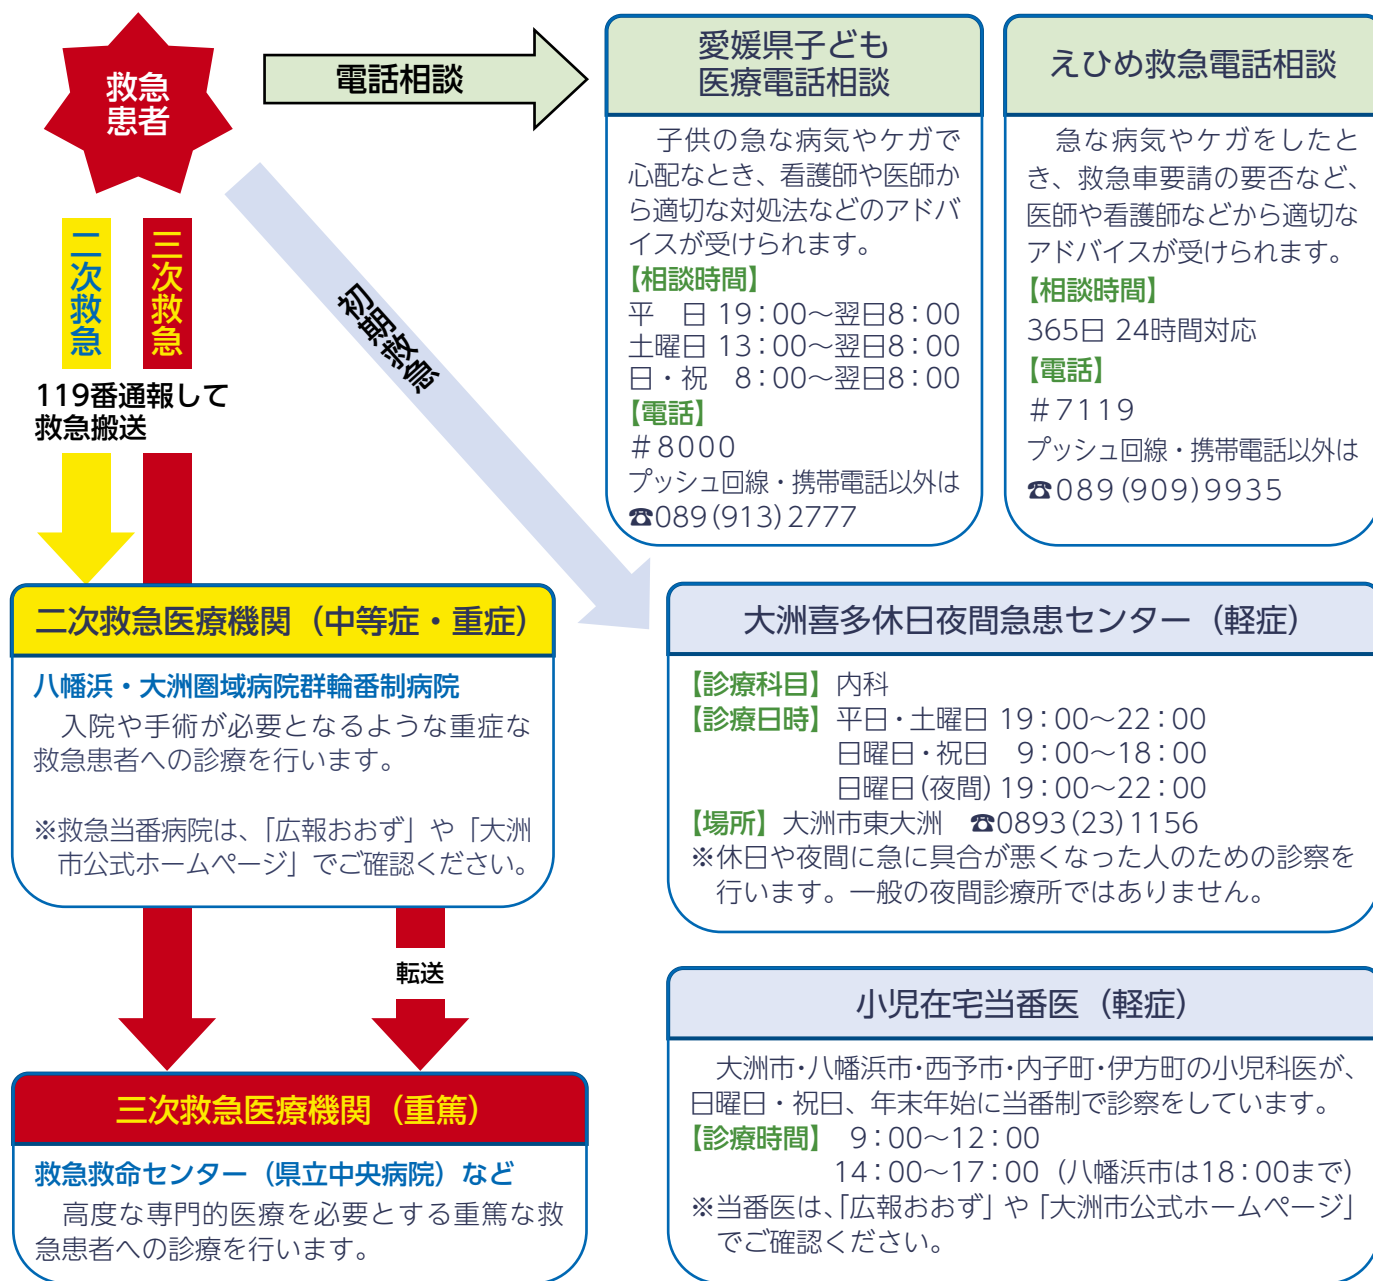 救急
患者
電話相談
愛媛県子ども
医療電話相談
子供の急な病気やケガで
心配なとき、看護師や医師か
ら適切な対処法などのアドバ
イスが受けられます。
【相談時間】
平　日 19：00～翌日8：00
土曜日 13：00～翌日8：00
日・祝　8：00～翌日8：00
【電話】
＃8000
プッシュ回線・携帯電話以外は
☎089(913)2777
えひめ救急電話相談
急な病気やケガをしたと
き、救急車要請の要否など、
医師や看護師などから適切な
アドバイスが受けられます。
【相談時間】
365日 24時間対応
【電話】
＃7119
プッシュ回線・携帯電話以外は
☎089(909)9935
二次救急
三次救急
初期救急
119番通報して
救急搬送
二次救急医療機関（中等症・重症）
八幡浜・大洲圏域病院群輪番制病院
入院や手術が必要となるような重症な
救急患者への診療を行います。
※救急当番病院は、「広報おおず」や「大洲
市公式ホームページ」でご確認ください。
転送
三次救急医療機関（重篤）
救急救命センター（県立中央病院）など
高度な専門的医療を必要とする重篤な救
急患者への診療を行います。
大洲喜多休日夜間急患センター（軽症）
【診療科目】内科
【診療日時】平日・土曜日 19：00～22：00
日曜日・祝日　9：00～18：00
日曜日(夜間) 19：00～22：00
【場所】大洲市東大洲　☎0893(23)1156
※休日や夜間に急に具合が悪くなった人のための診察を
行います。一般の夜間診療所ではありません。
小児在宅当番医（軽症）
大洲市・八幡浜市・西予市・内子町・伊方町の小児科医が、
日曜日・祝日、年末年始に当番制で診察をしています。
【診療時間】　9：00～12：00
14：00～17：00（八幡浜市は18：00まで）
※当番医は、「広報おおず」や「大洲市公式ホームページ」
でご確認ください。